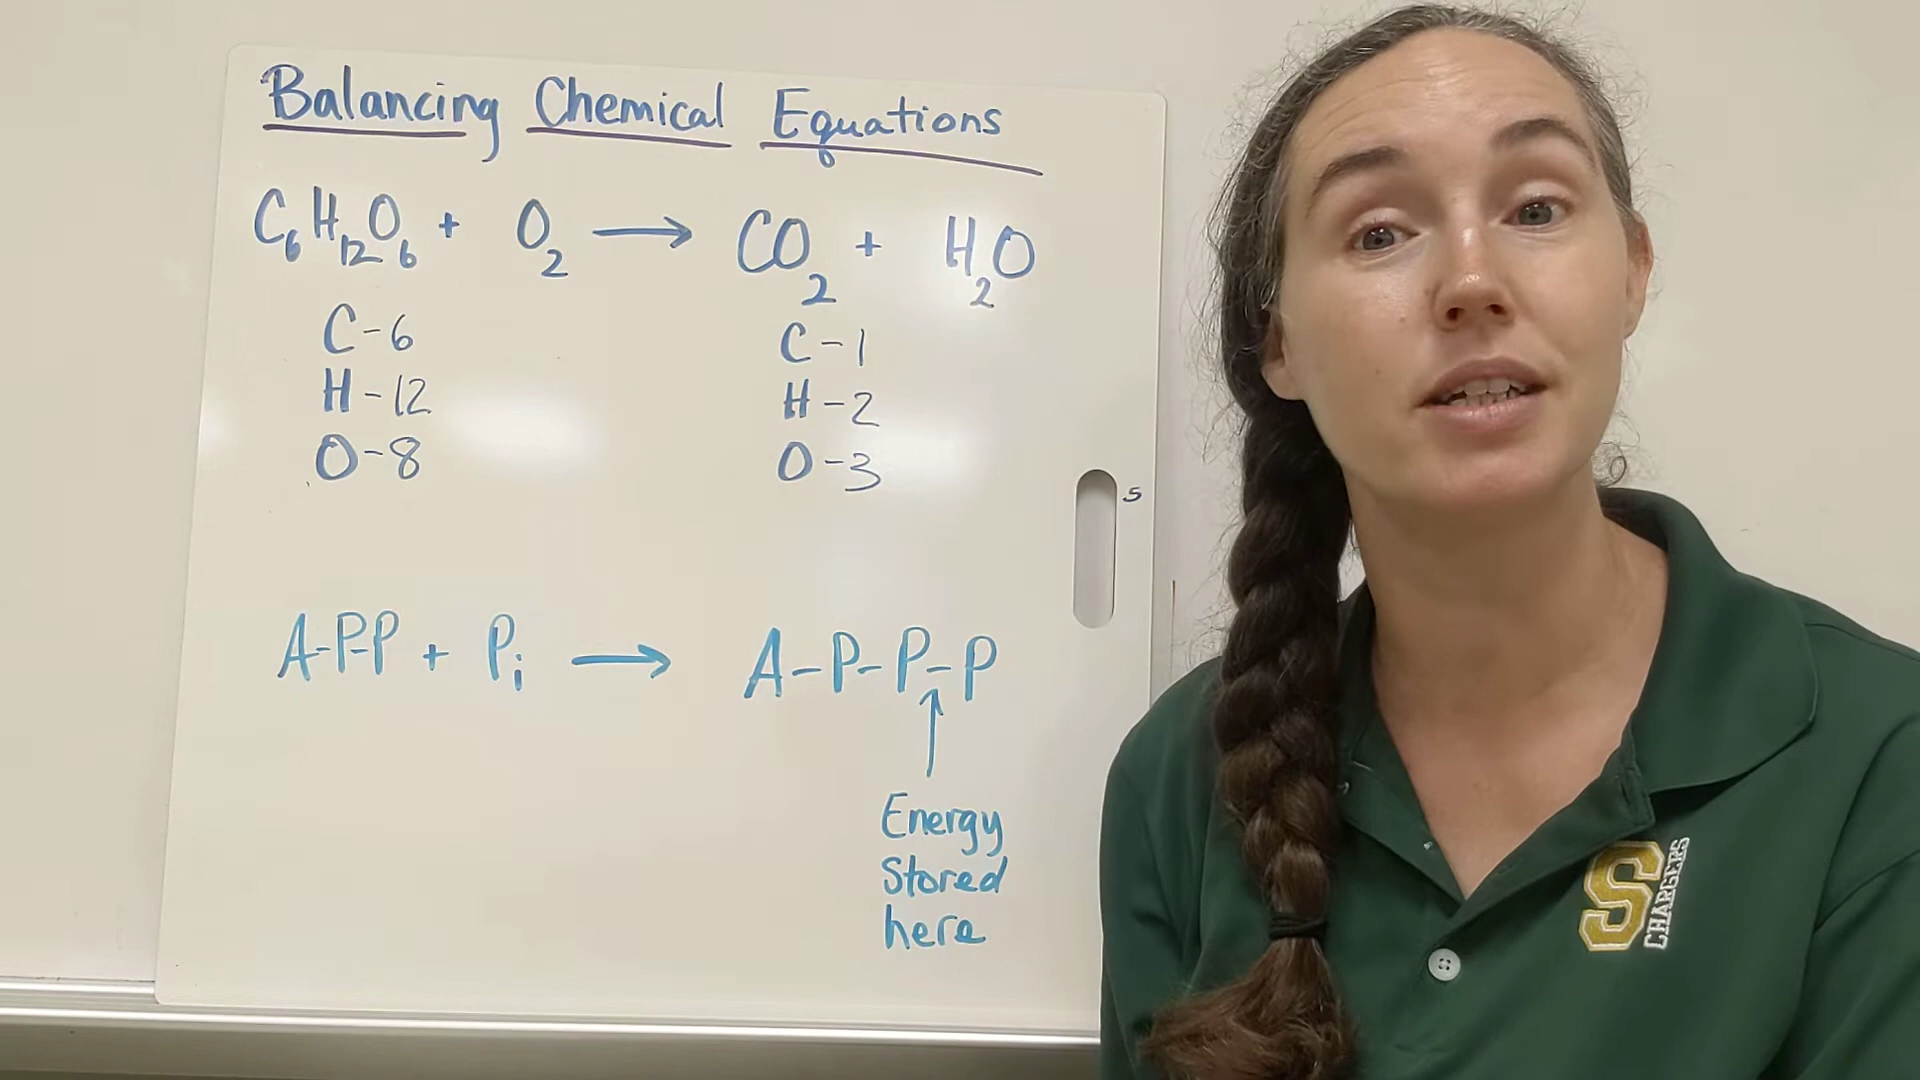 Balancing Chemical Equations
C₆H₁₂O₆ + O₂ → CO₂ + H₂O
C-6
H-12
O-8
C-1
H-2
O-3
A-P-P + Pᵢ → A-P-P-P
↑
Energy
Stored
here
5
S
CHARGERS